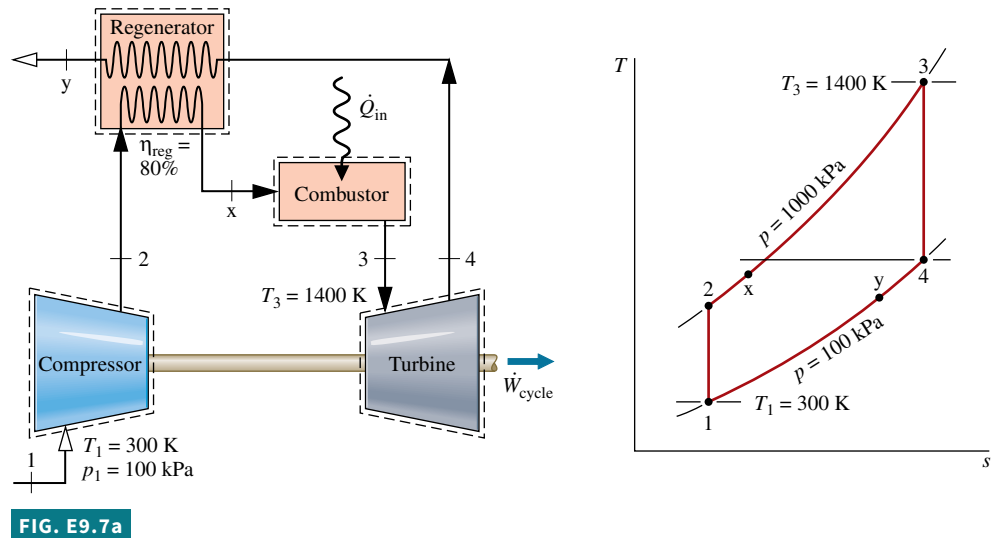 Regenerator
y
Q̇in
ηreg =
80%
Combustor
x
2
3
4
T3 = 1400 K
Compressor
Turbine
Ẇcycle
1
T1 = 300 K
p1 = 100 kPa
T
3
T3 = 1400 K
p = 1000 kPa
2
x
y
4
p = 100 kPa
T1 = 300 K
1
s
FIG. E9.7a